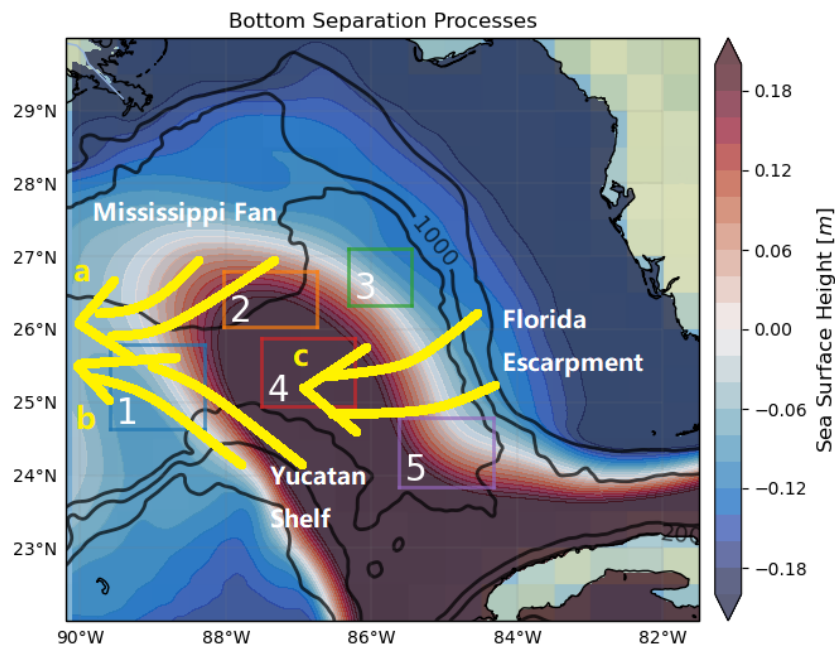 Bottom Separation Processes
29°N
28°N
27°N
26°N
25°N
24°N
23°N
90°W
88°W
86°W
84°W
82°W
Mississippi Fan
1000
a
2
3
Florida
Escarpment
c
4
b
1
5
Yucatan
Shelf
0.18
0.12
0.06
0.00
−0.06
−0.12
−0.18
Sea Surface Height [m]